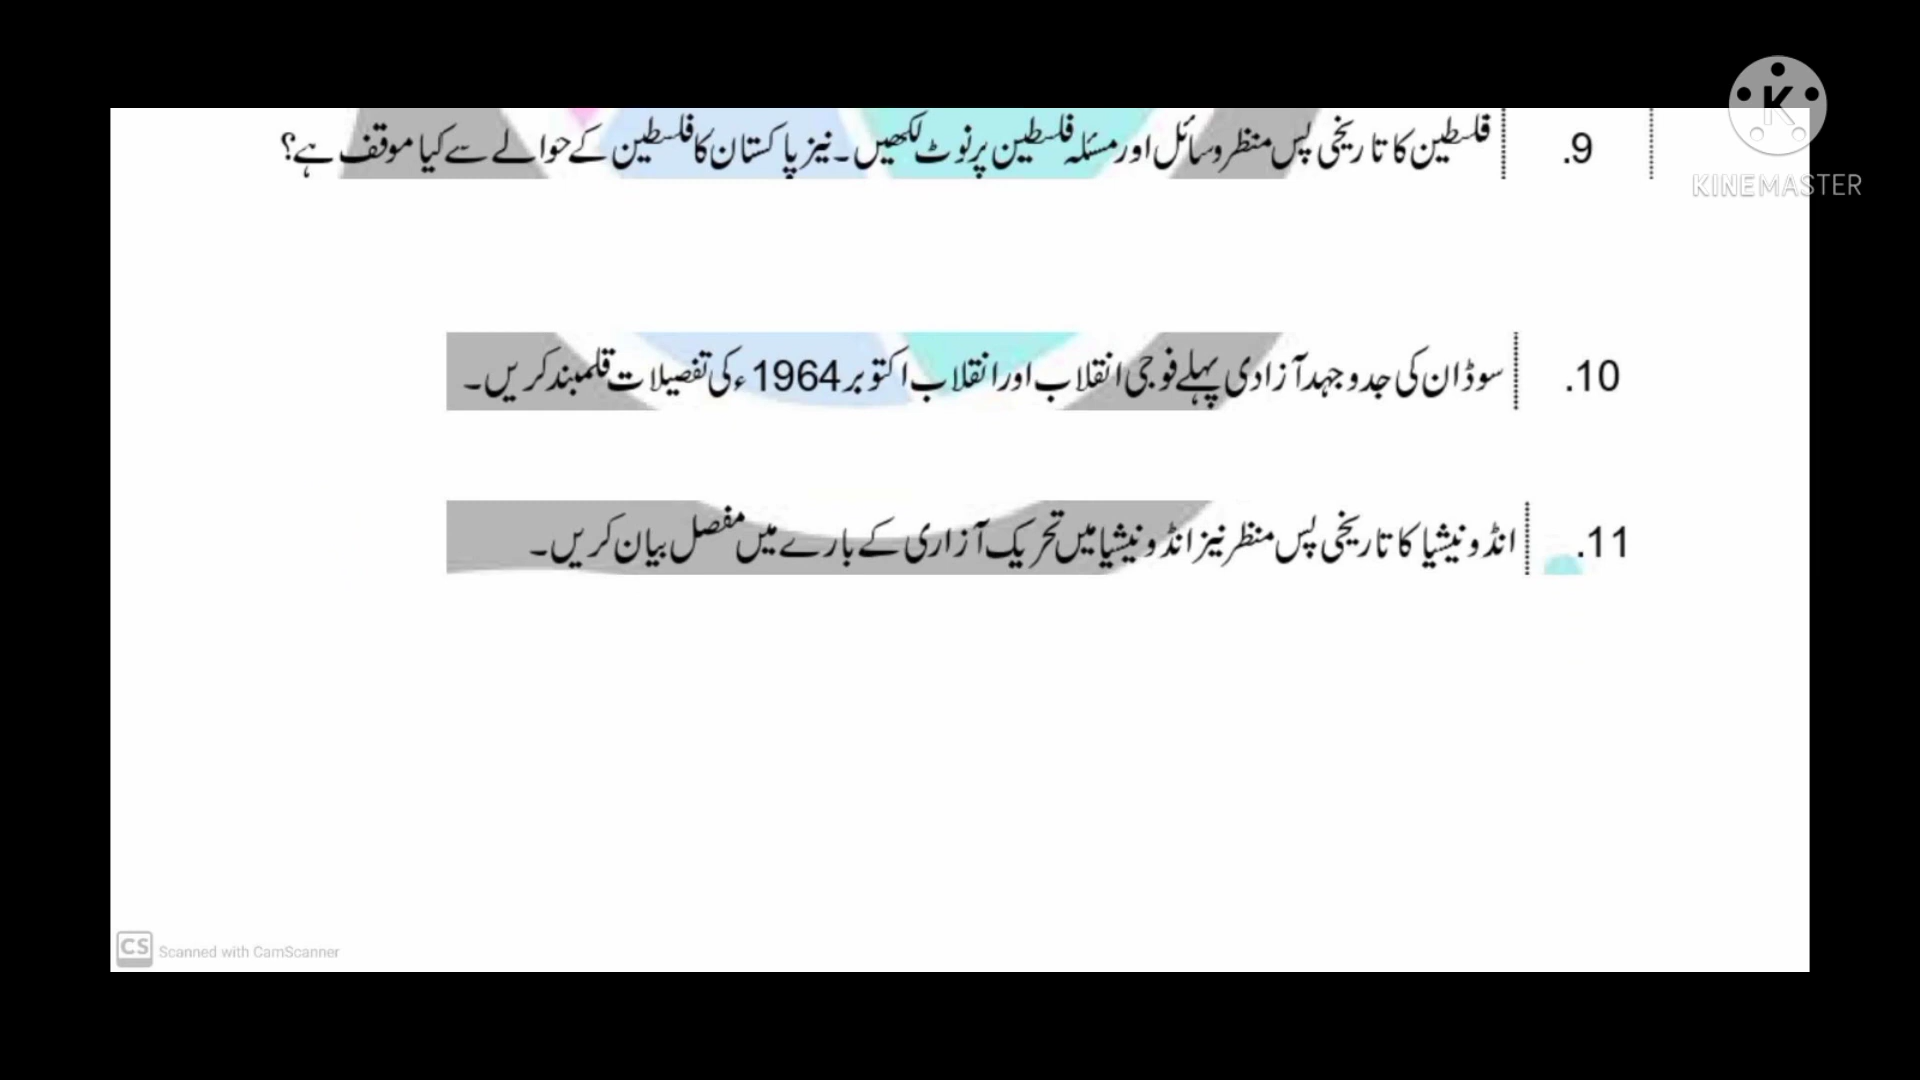 9. فلسطین کا تاریخی پس منظر وسائل اور مسئلہ فلسطین پر نوٹ لکھیں۔ نیز پاکستان کا فلسطین کے حوالے سے کیا موقف ہے؟
K
KINEMASTER
10. سوڈان کی جدوجہد آزادی پہلے فوجی انقلاب اور انقلاب اکتوبر 1964ء کی تفصیلات قلمبند کریں۔
11. انڈونیشیا کا تاریخی پس منظر نیز انڈونیشیا میں تحریک آزاری کے بارے میں مفصل بیان کریں۔
CS Scanned with CamScanner